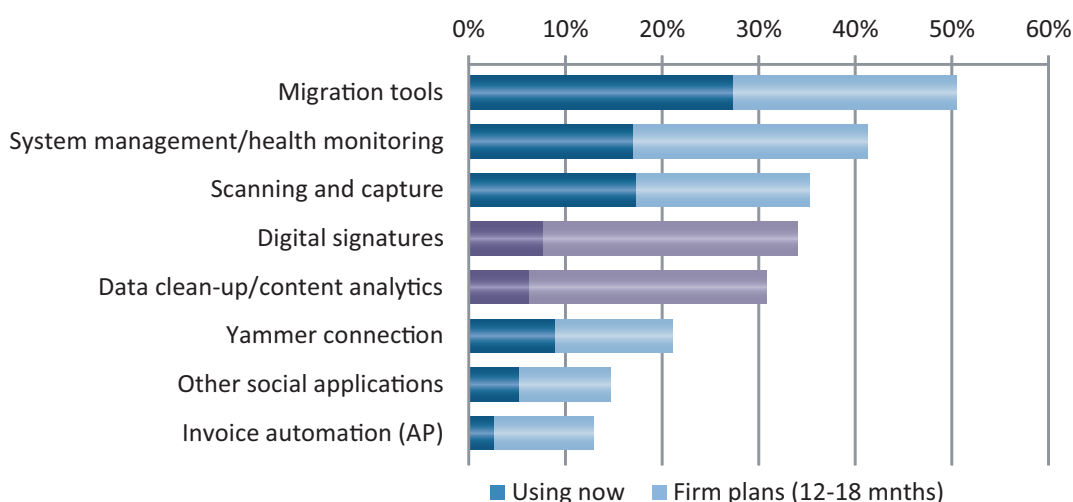 0% 10% 20% 30% 40% 50% 60%
Migration tools
System management/health monitoring
Scanning and capture
Digital signatures
Data clean-up/content analytics
Yammer connection
Other social applications
Invoice automation (AP)
Using now Firm plans (12-18 mnths)